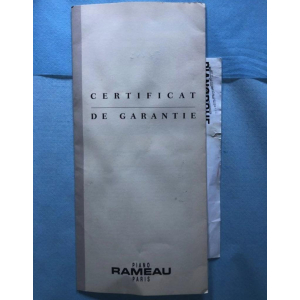 CERTIFICAT
DE GARANTIE
PIANO
RAMEAU
PARIS